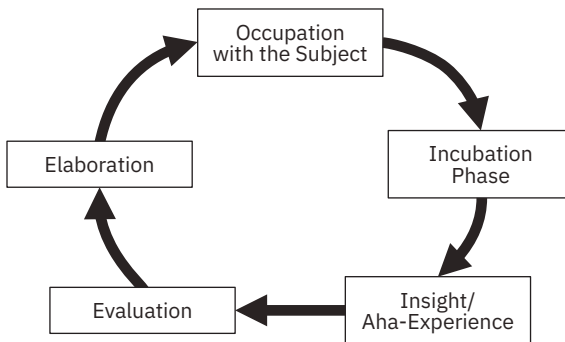 Occupation
with the Subject
Incubation
Phase
Insight/
Aha-Experience
Evaluation
Elaboration